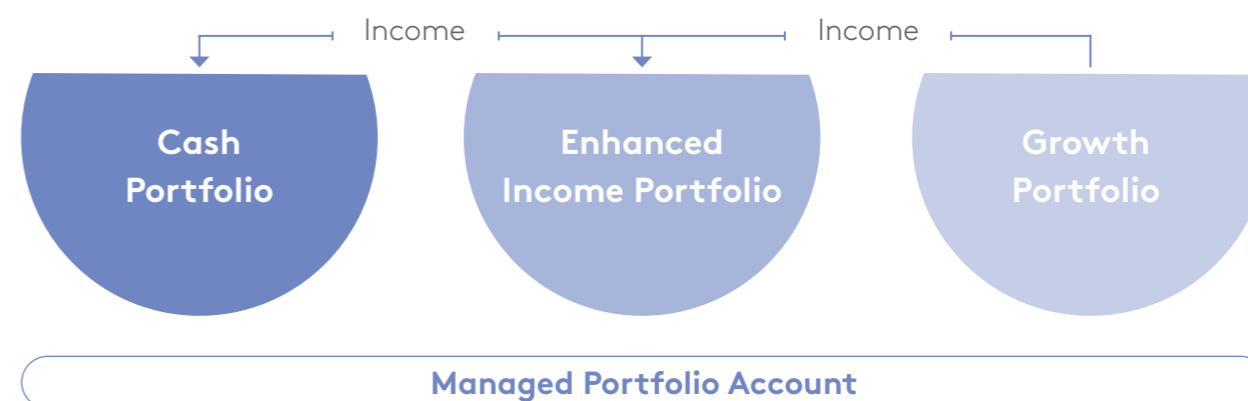 Income
Income
Cash
Portfolio
Enhanced
Income Portfolio
Growth
Portfolio
Managed Portfolio Account